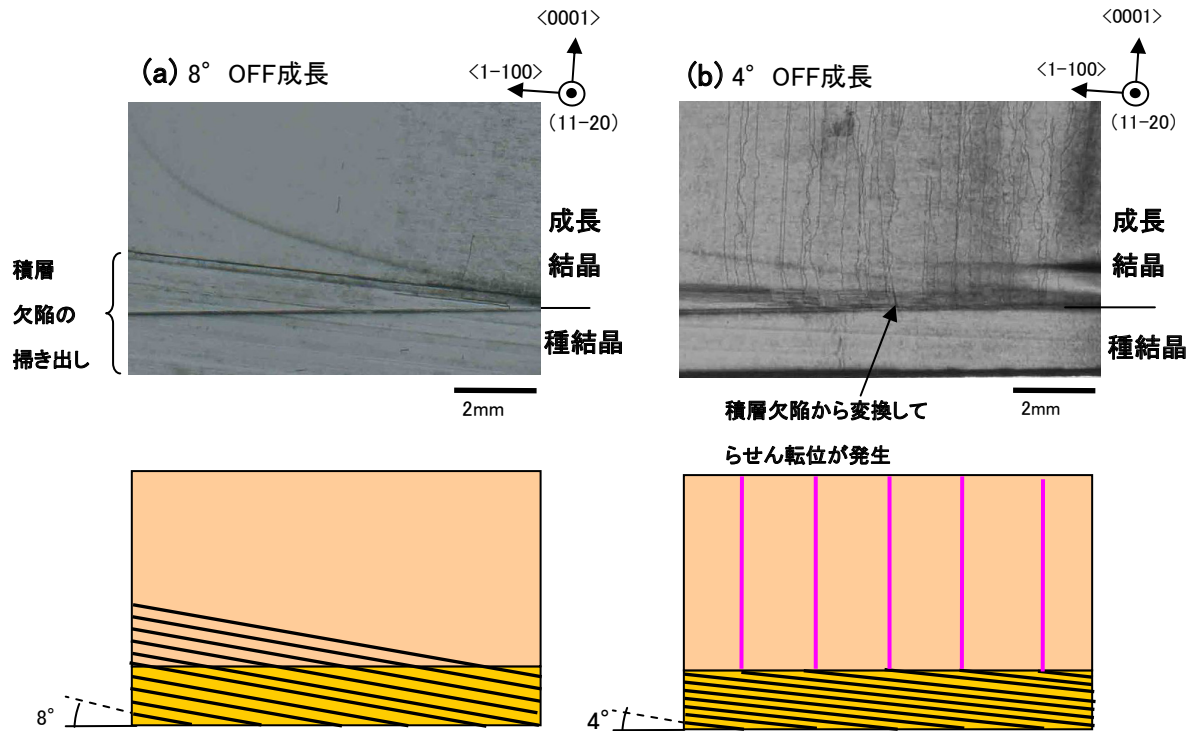 <0001>
(a) 8° OFF成長
<1-100>
(11-20)
成長
結晶
種結晶
積層
欠陥の
掃き出し
2mm
8°
<0001>
(b) 4° OFF成長
<1-100>
(11-20)
成長
結晶
種結晶
2mm
積層欠陥から変換して
らせん転位が発生
4°